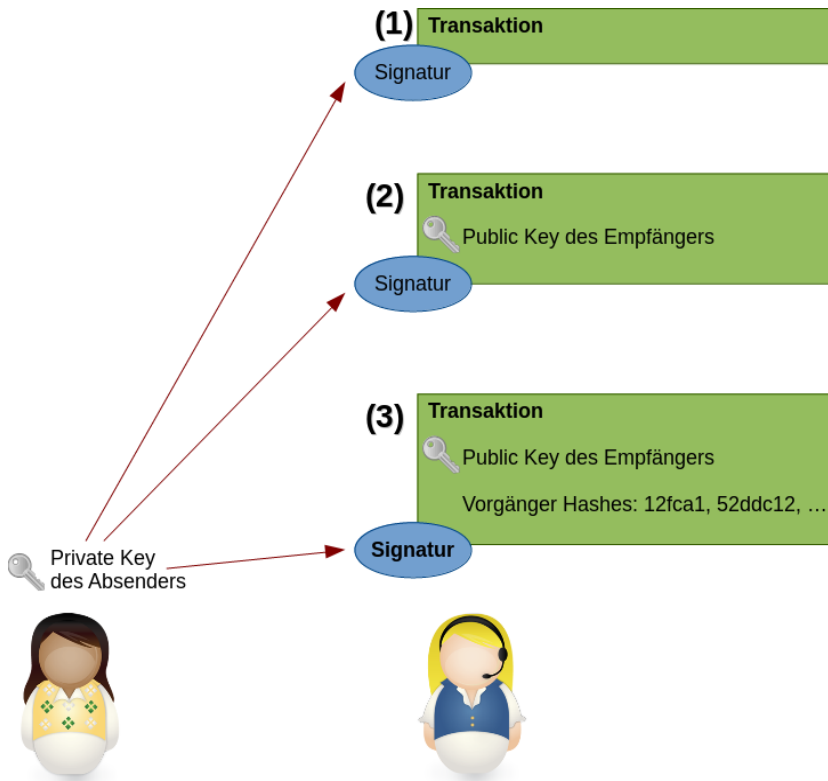 (1)
Transaktion
Signatur
(2)
Transaktion
Public Key des Empfängers
Signatur
(3)
Transaktion
Public Key des Empfängers
Vorgänger Hashes: 12fca1, 52ddc12, …
Signatur
Private Key
des Absenders